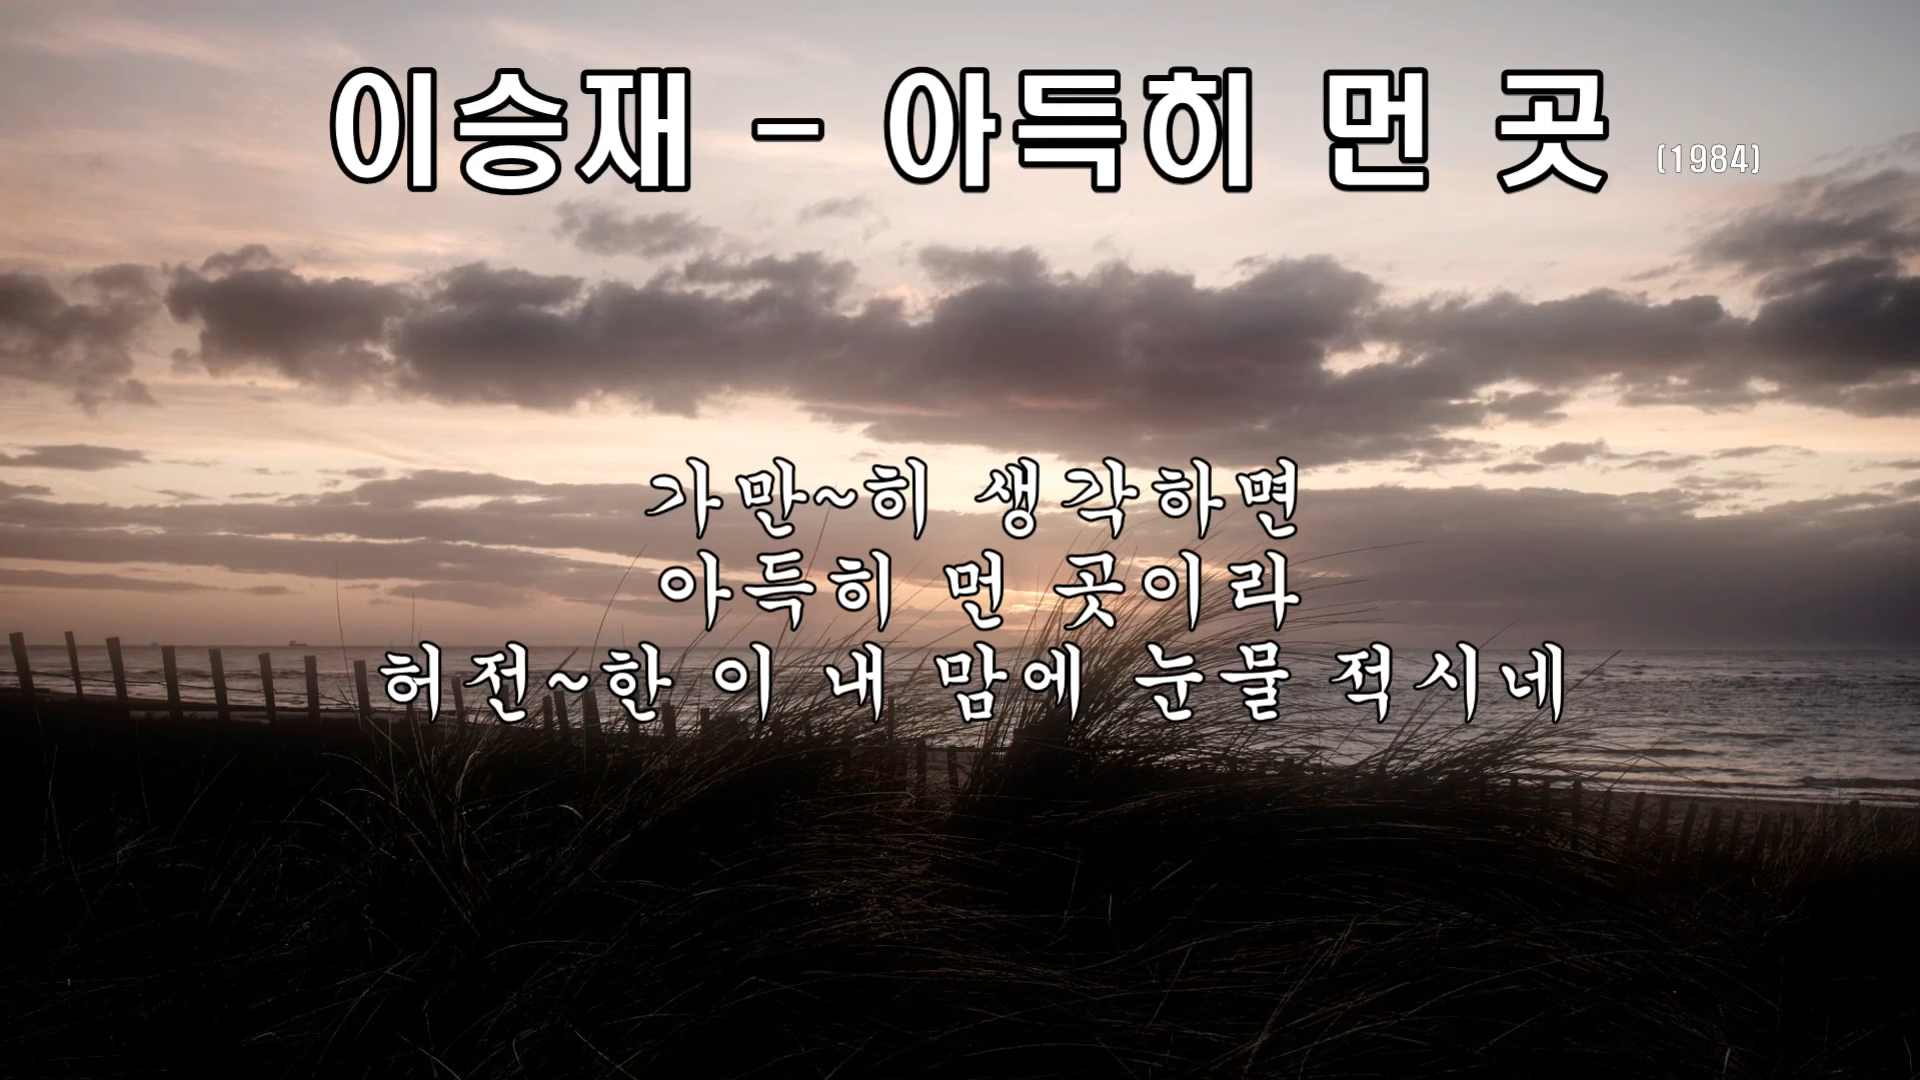 이승재 - 아득히 먼 곳 (1984)
가만~히 생각하면
아득히 먼 곳이라
허전~한 이 내 맘에 눈물 적시네